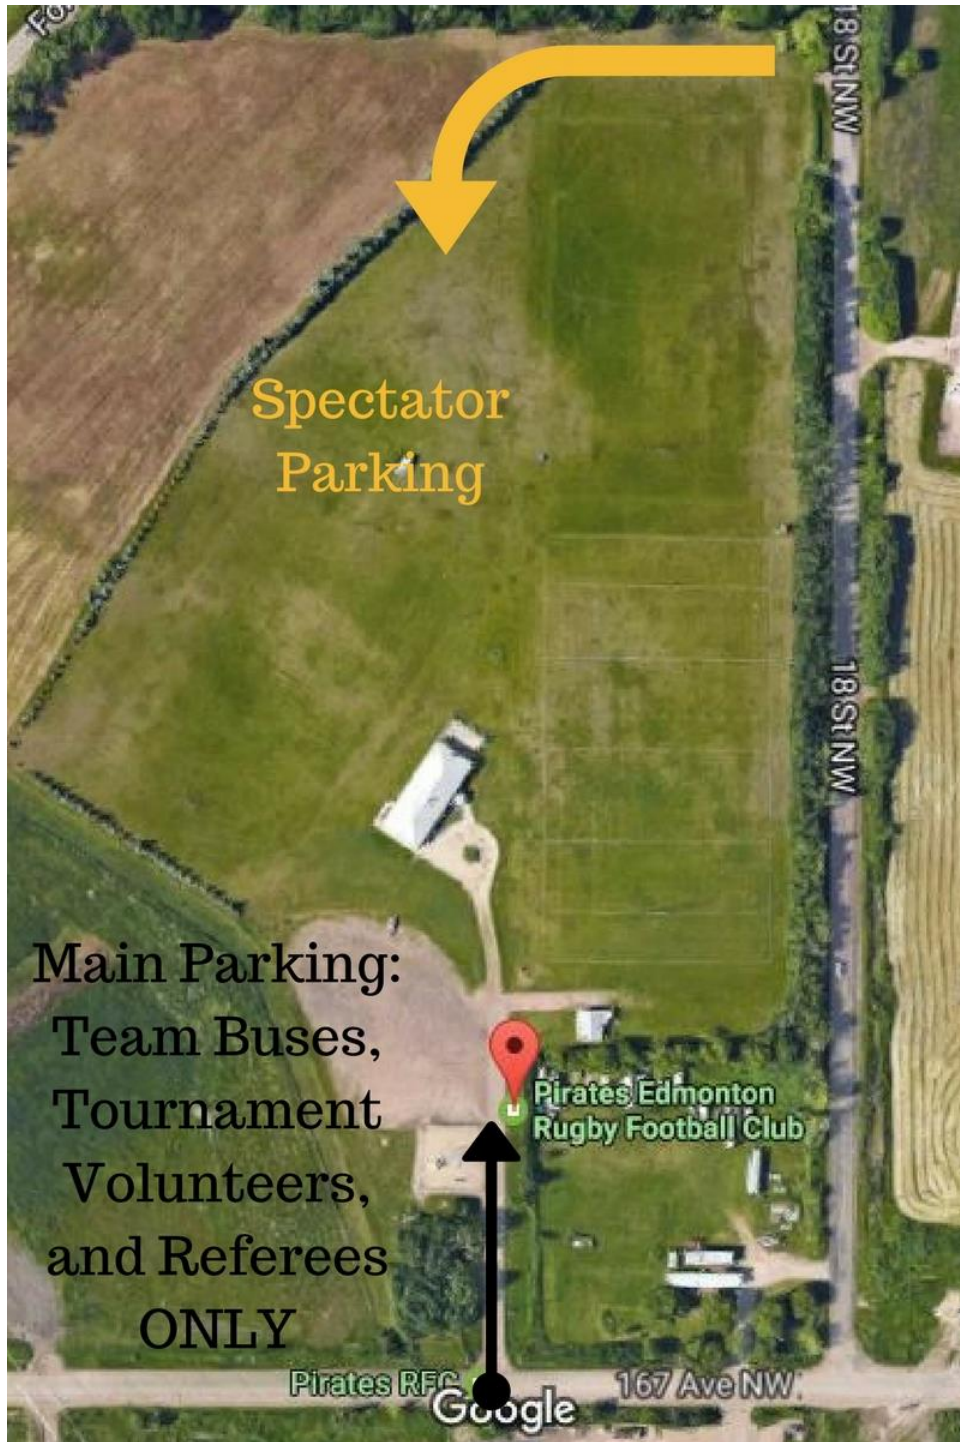 18 St NW
Spectator
Parking
18 St NW
Main Parking:
Team Buses,
Tournament
Volunteers,
and Referees
ONLY
Pirates Edmonton
Rugby Football Club
Pirates RFC
167 Ave NW
Google